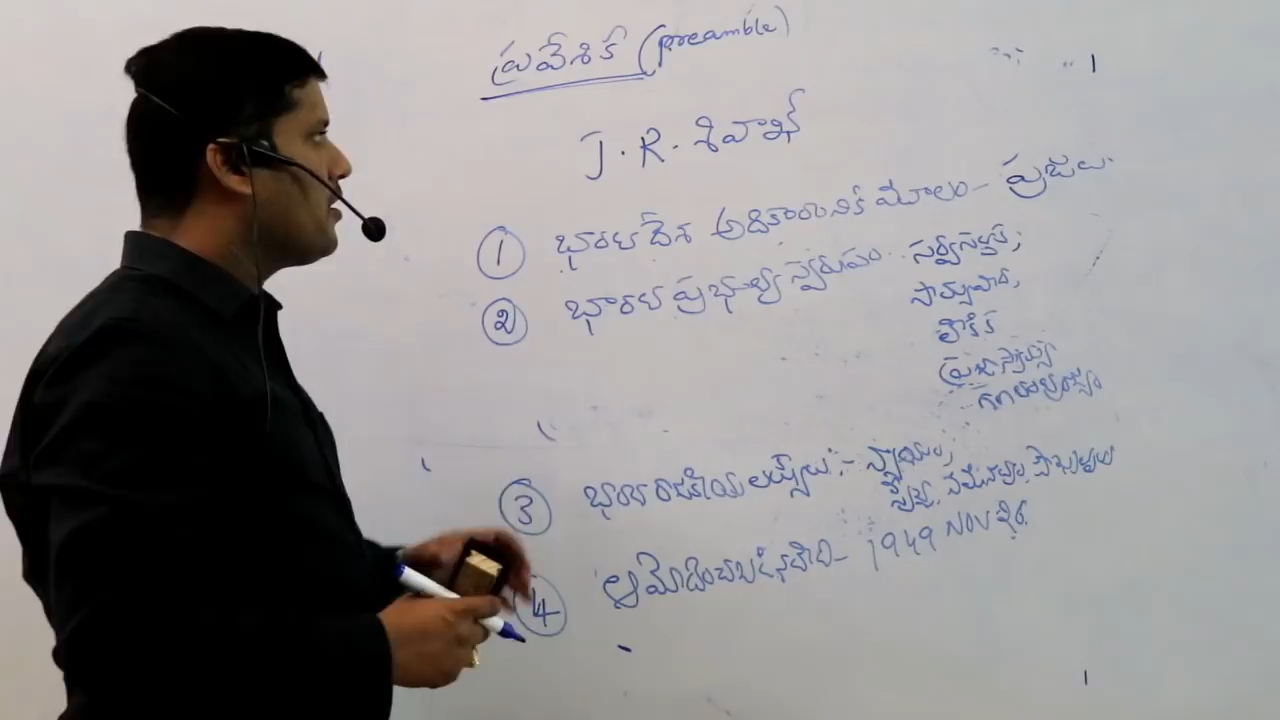 ప్రవేశిక (preamble)
J.R. శివాజీ
① భారతదేశ అధికారానికి మూలం - ప్రజలు
② భారత ప్రభుత్వ స్వరూపం సర్వసత్తాక,
సామ్యవాద,
లౌకిక
ప్రజాస్వామ్య
గణతంత్ర్యం
③ భారత రాజకీయ లక్ష్యాలు :- న్యాయం,
స్వేచ్ఛ, సమానత్వం, సౌభ్రాతృత్వం
④ ఆమోదించబడిన తేది - 1949 NOV 26.